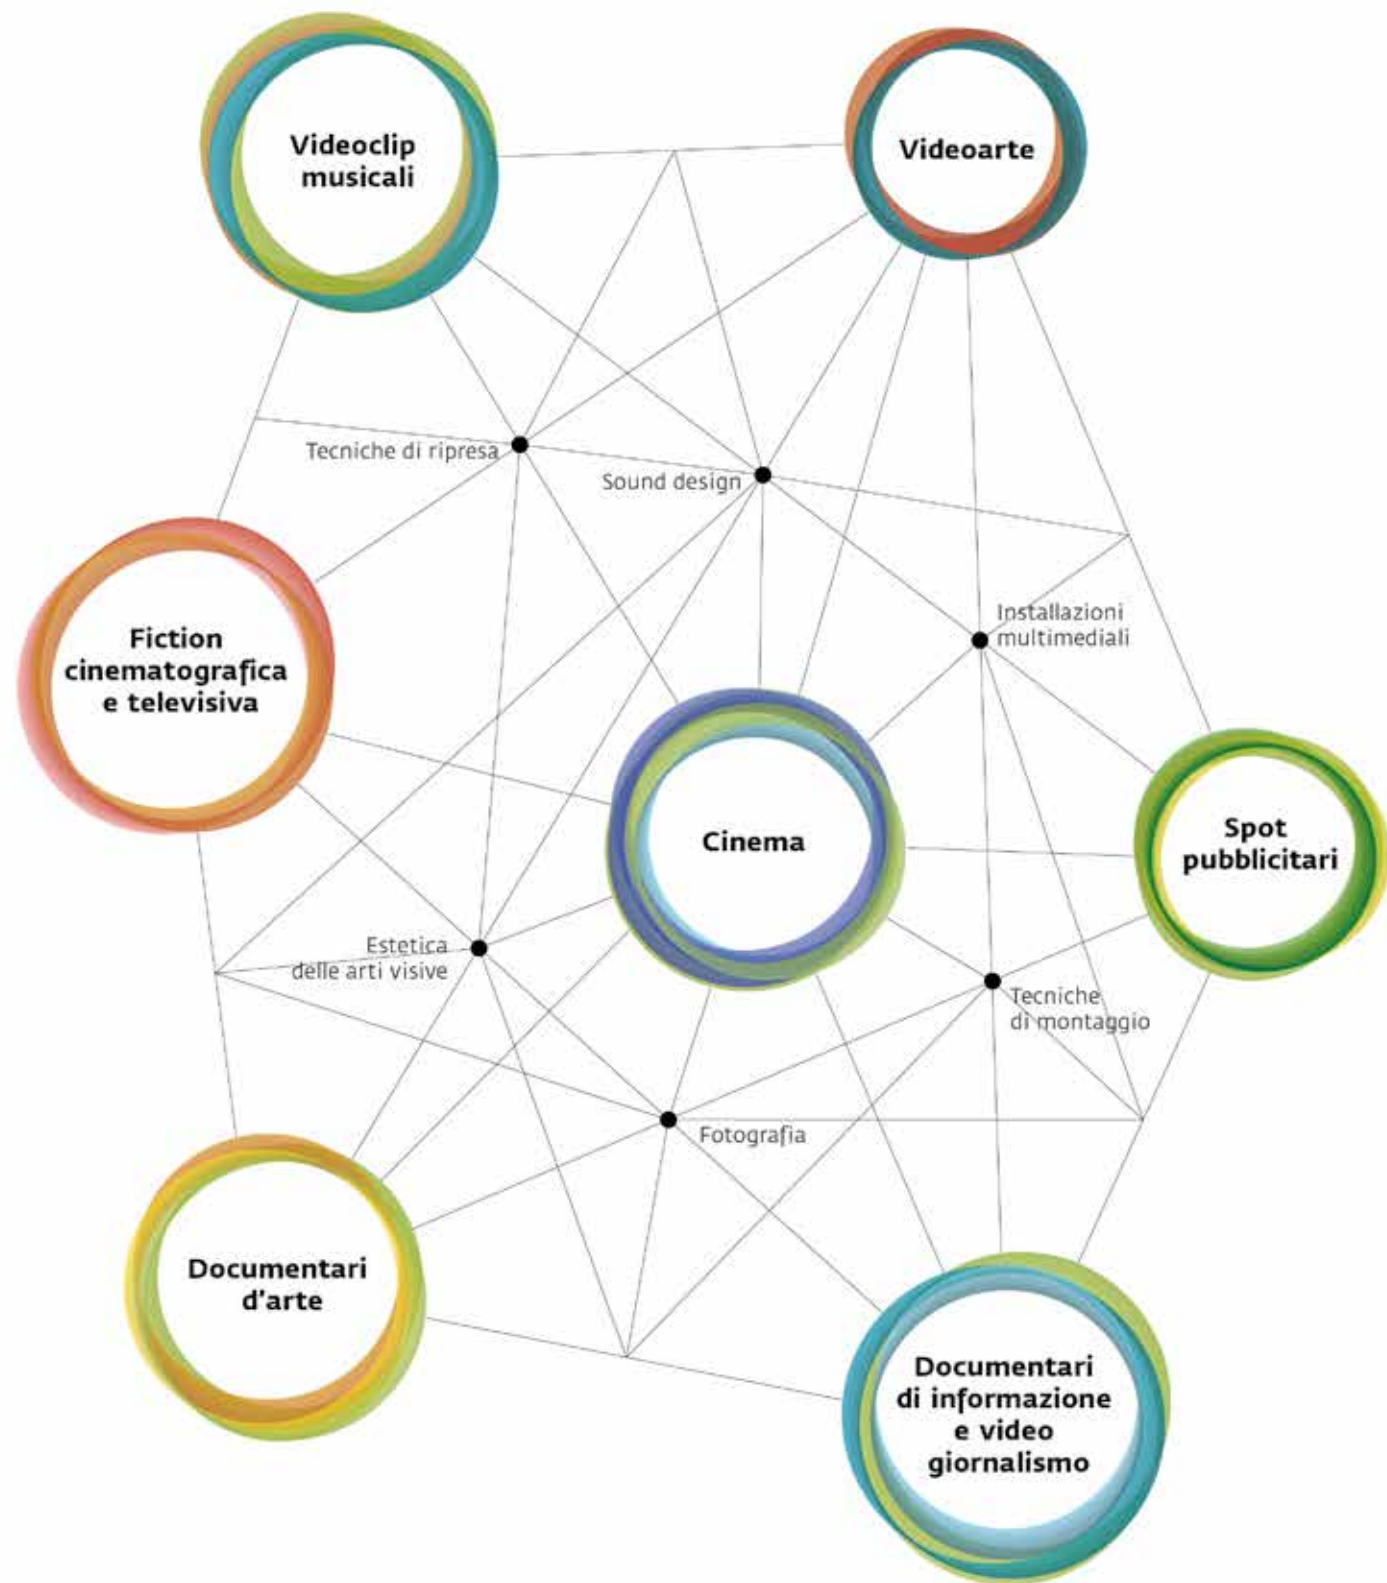 Videoclip
musicali
Videoarte
Tecniche di ripresa
Sound design
Installazioni
multimediali
Fiction
cinematografica
e televisiva
Cinema
Spot
pubblicitari
Estetica
delle arti visive
Tecniche
di montaggio
Fotografia
Documentari
d'arte
Documentari
di informazione
e video
giornalismo